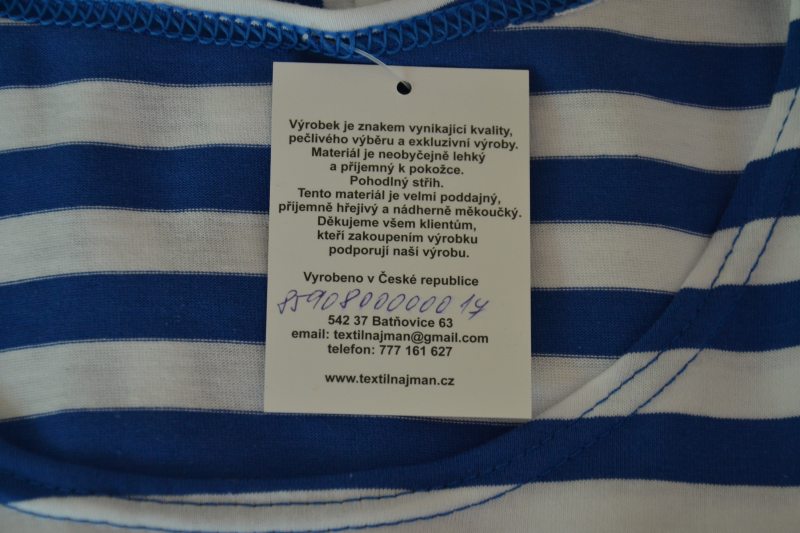 Výrobek je znakem vynikající kvality,
pečlivého výběru a exkluzivní výroby.
Materiál je neobyčejně lehký
a příjemný k pokožce.
Pohodlný střih.
Tento materiál je velmi poddajný,
příjemně hřejivý a nádherně měkoučký.
Děkujeme všem klientům,
kteří zakoupením výrobku
podporují naší výrobu.
Vyrobeno v České republice
8590800000017
542 37 Batňovice 63
email: textilnajman@gmail.com
telefon: 777 161 627
www.textilnajman.cz